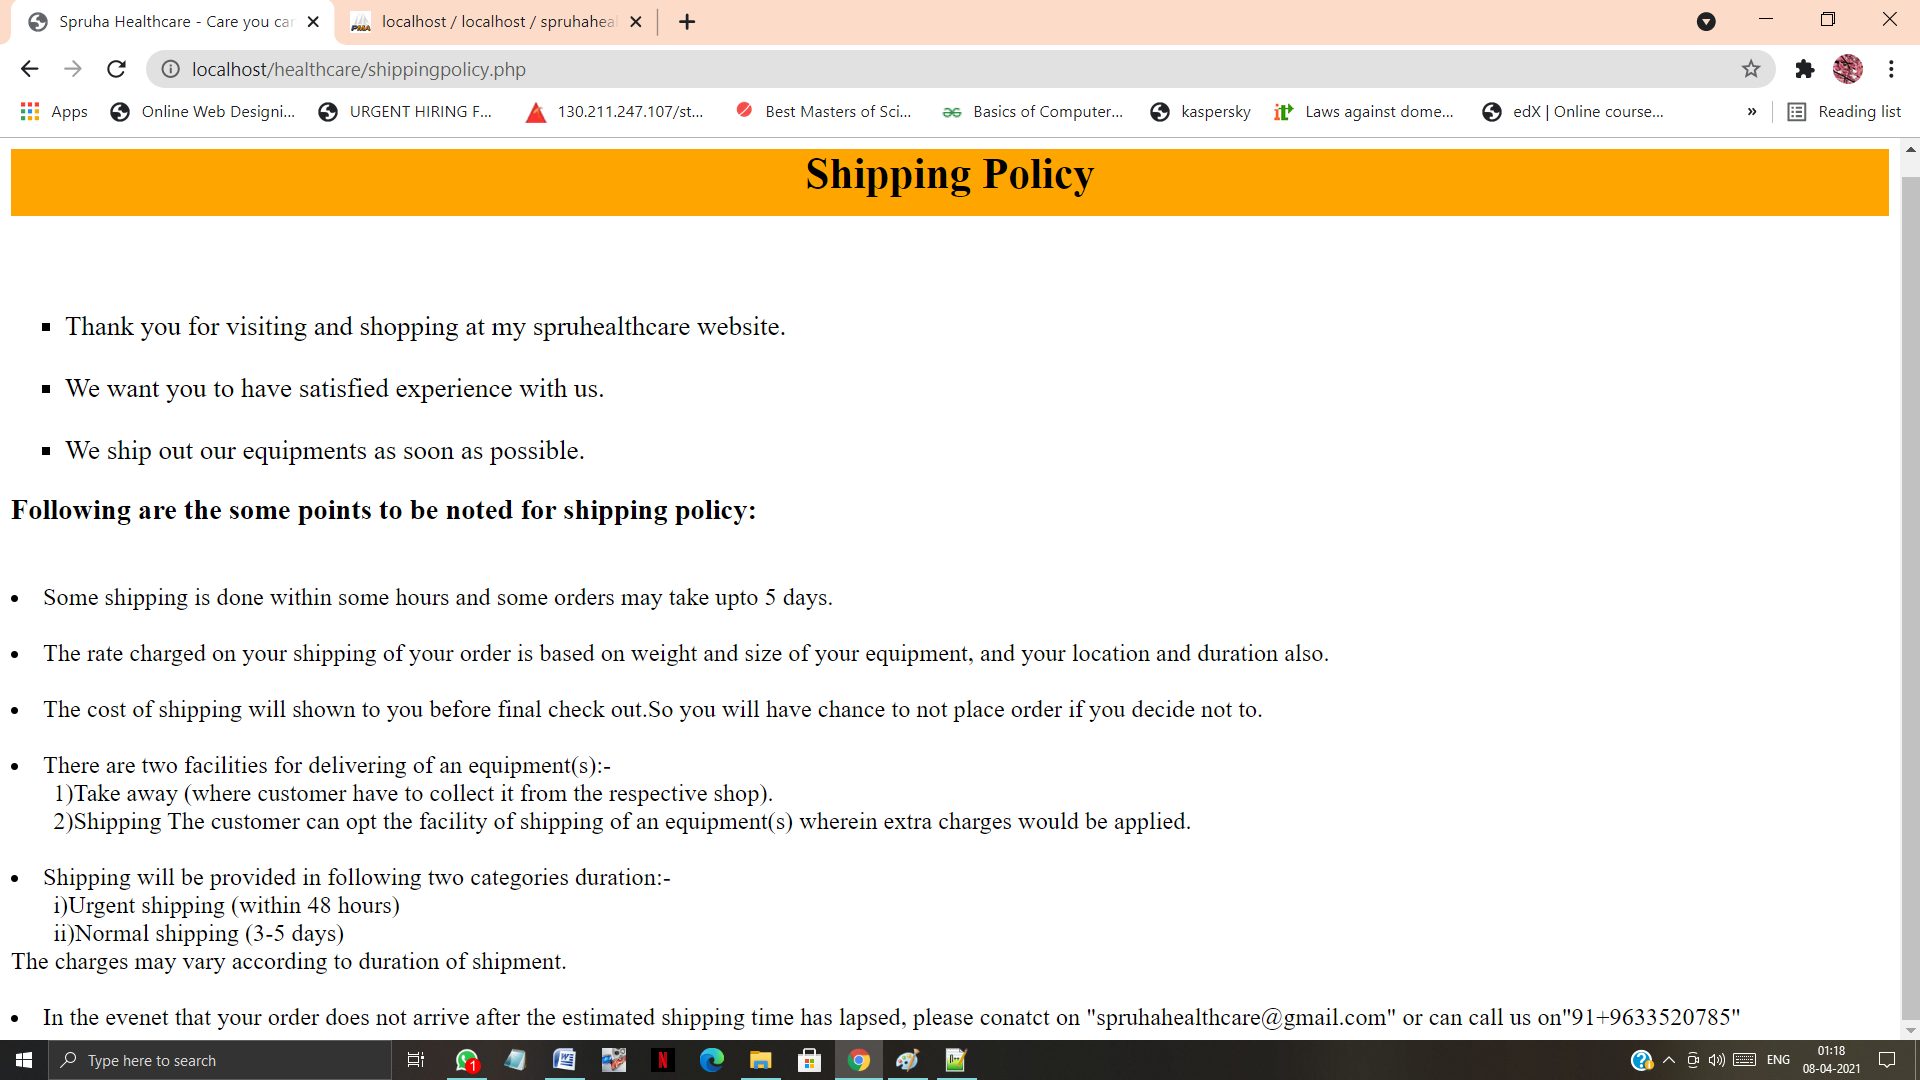 Spruha Healthcare - Care you car
localhost / localhost / spruhaheal
localhost/healthcare/shippingpolicy.php
Apps
Online Web Designi...
URGENT HIRING F...
130.211.247.107/st...
Best Masters of Sci...
Basics of Computer...
kaspersky
Laws against dome...
edX | Online course...
»
Reading list
Shipping Policy
Thank you for visiting and shopping at my spruhealthcare website.
We want you to have satisfied experience with us.
We ship out our equipments as soon as possible.
Following are the some points to be noted for shipping policy:
Some shipping is done within some hours and some orders may take upto 5 days.
The rate charged on your shipping of your order is based on weight and size of your equipment, and your location and duration also.
The cost of shipping will shown to you before final check out.So you will have chance to not place order if you decide not to.
There are two facilities for delivering of an equipment(s):-
1)Take away (where customer have to collect it from the respective shop).
2)Shipping The customer can opt the facility of shipping of an equipment(s) wherein extra charges would be applied.
Shipping will be provided in following two categories duration:-
i)Urgent shipping (within 48 hours)
ii)Normal shipping (3-5 days)
The charges may vary according to duration of shipment.
In the evenet that your order does not arrive after the estimated shipping time has lapsed, please conatct on "spruhahealthcare@gmail.com" or can call us on"91+9633520785"
Type here to search
1
ENG
01:18
08-04-2021